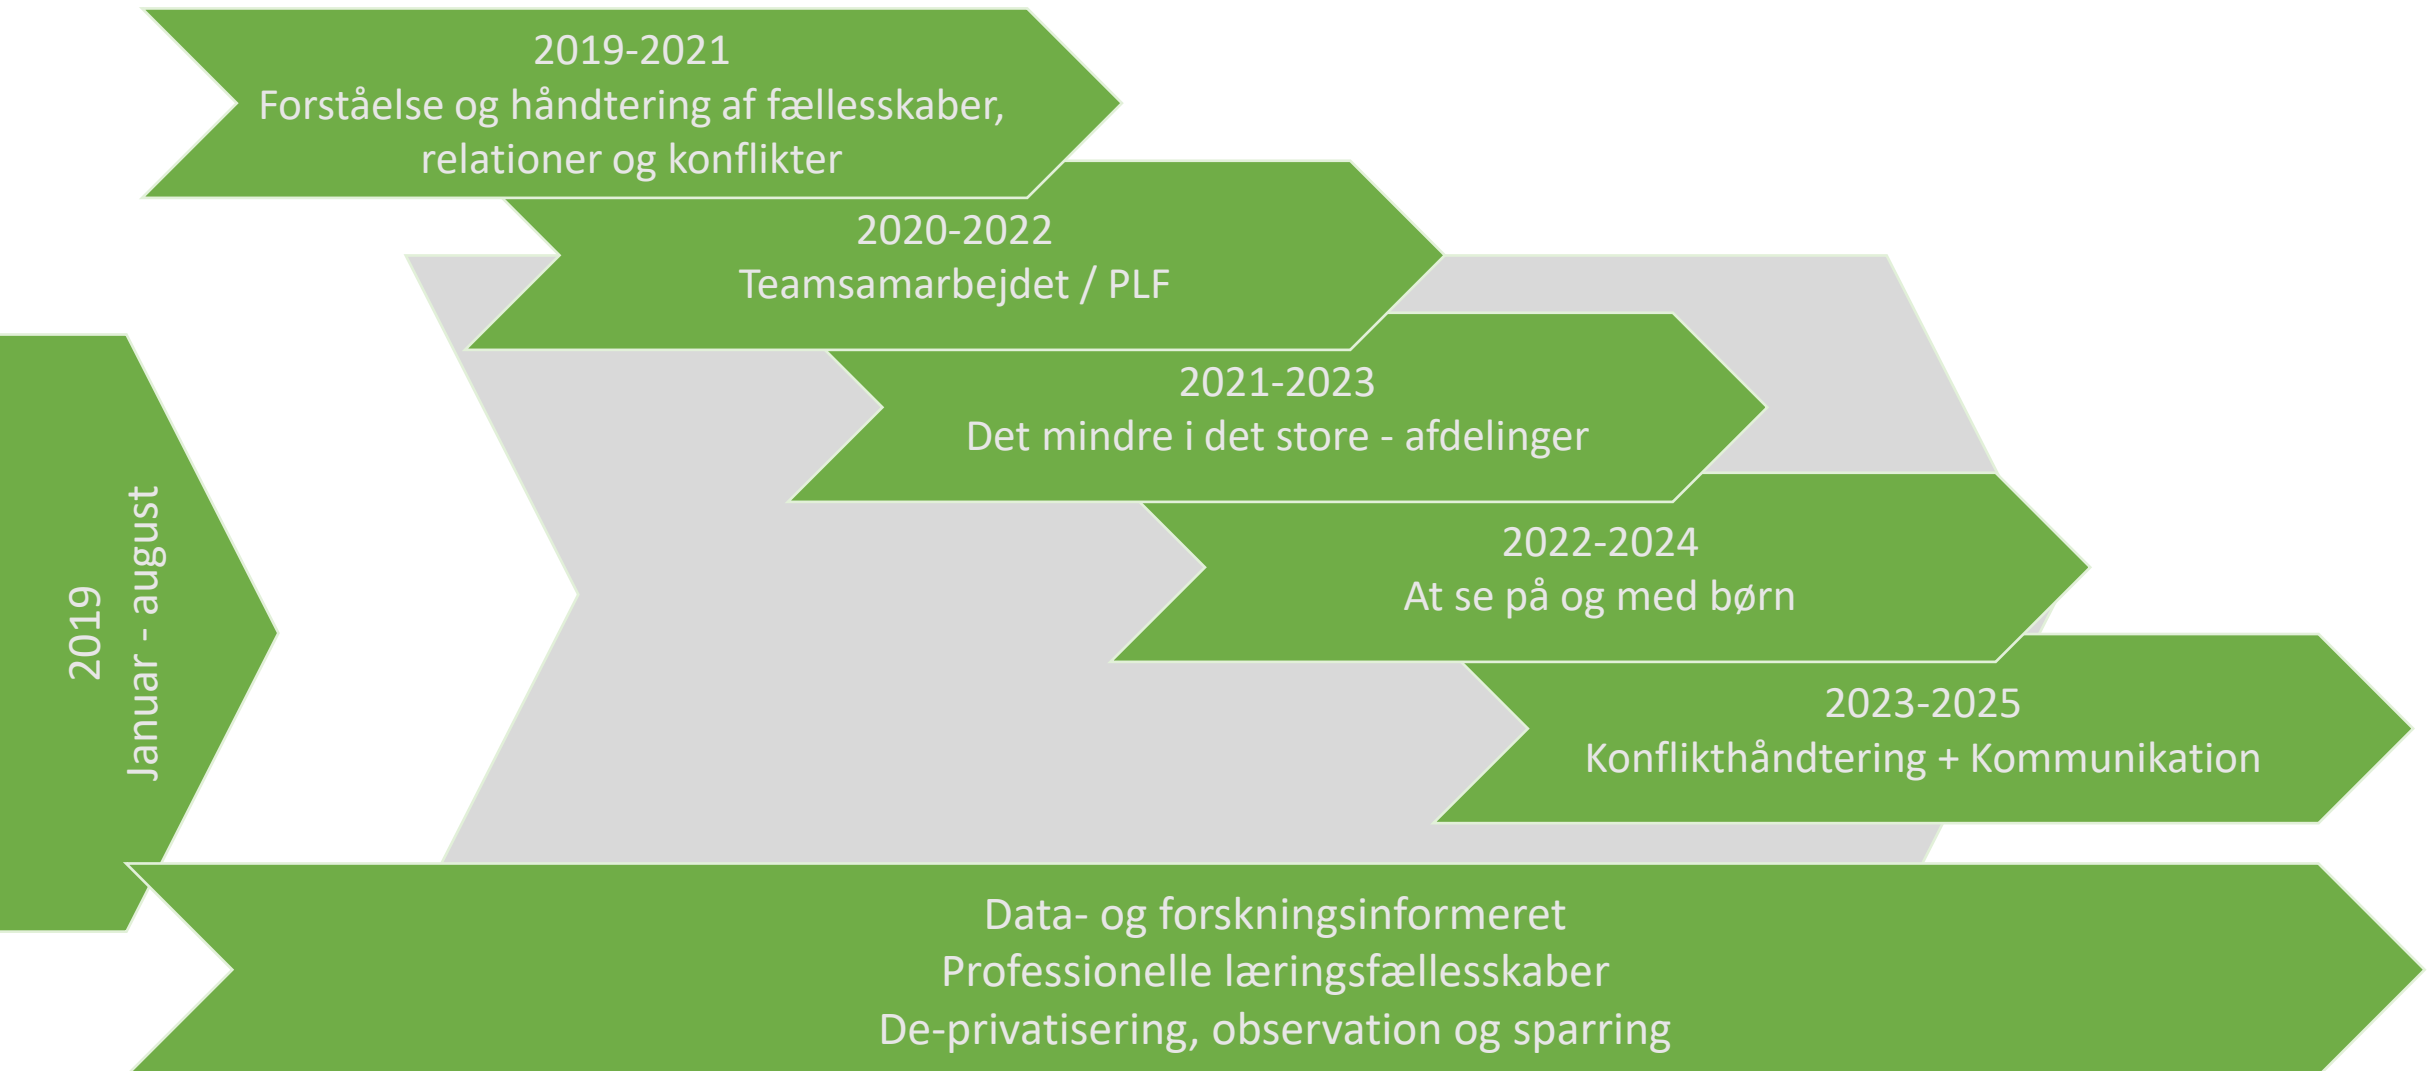 2019-2021
Forståelse og håndtering af fællesskaber,
relationer og konflikter
2020-2022
Teamsamarbejdet / PLF
2021-2023
Det mindre i det store - afdelinger
2022-2024
At se på og med børn
2023-2025
Konflikthåndtering + Kommunikation
2019
Januar - august
Data- og forskningsinformeret
Professionelle læringsfællesskaber
De-privatisering, observation og sparring